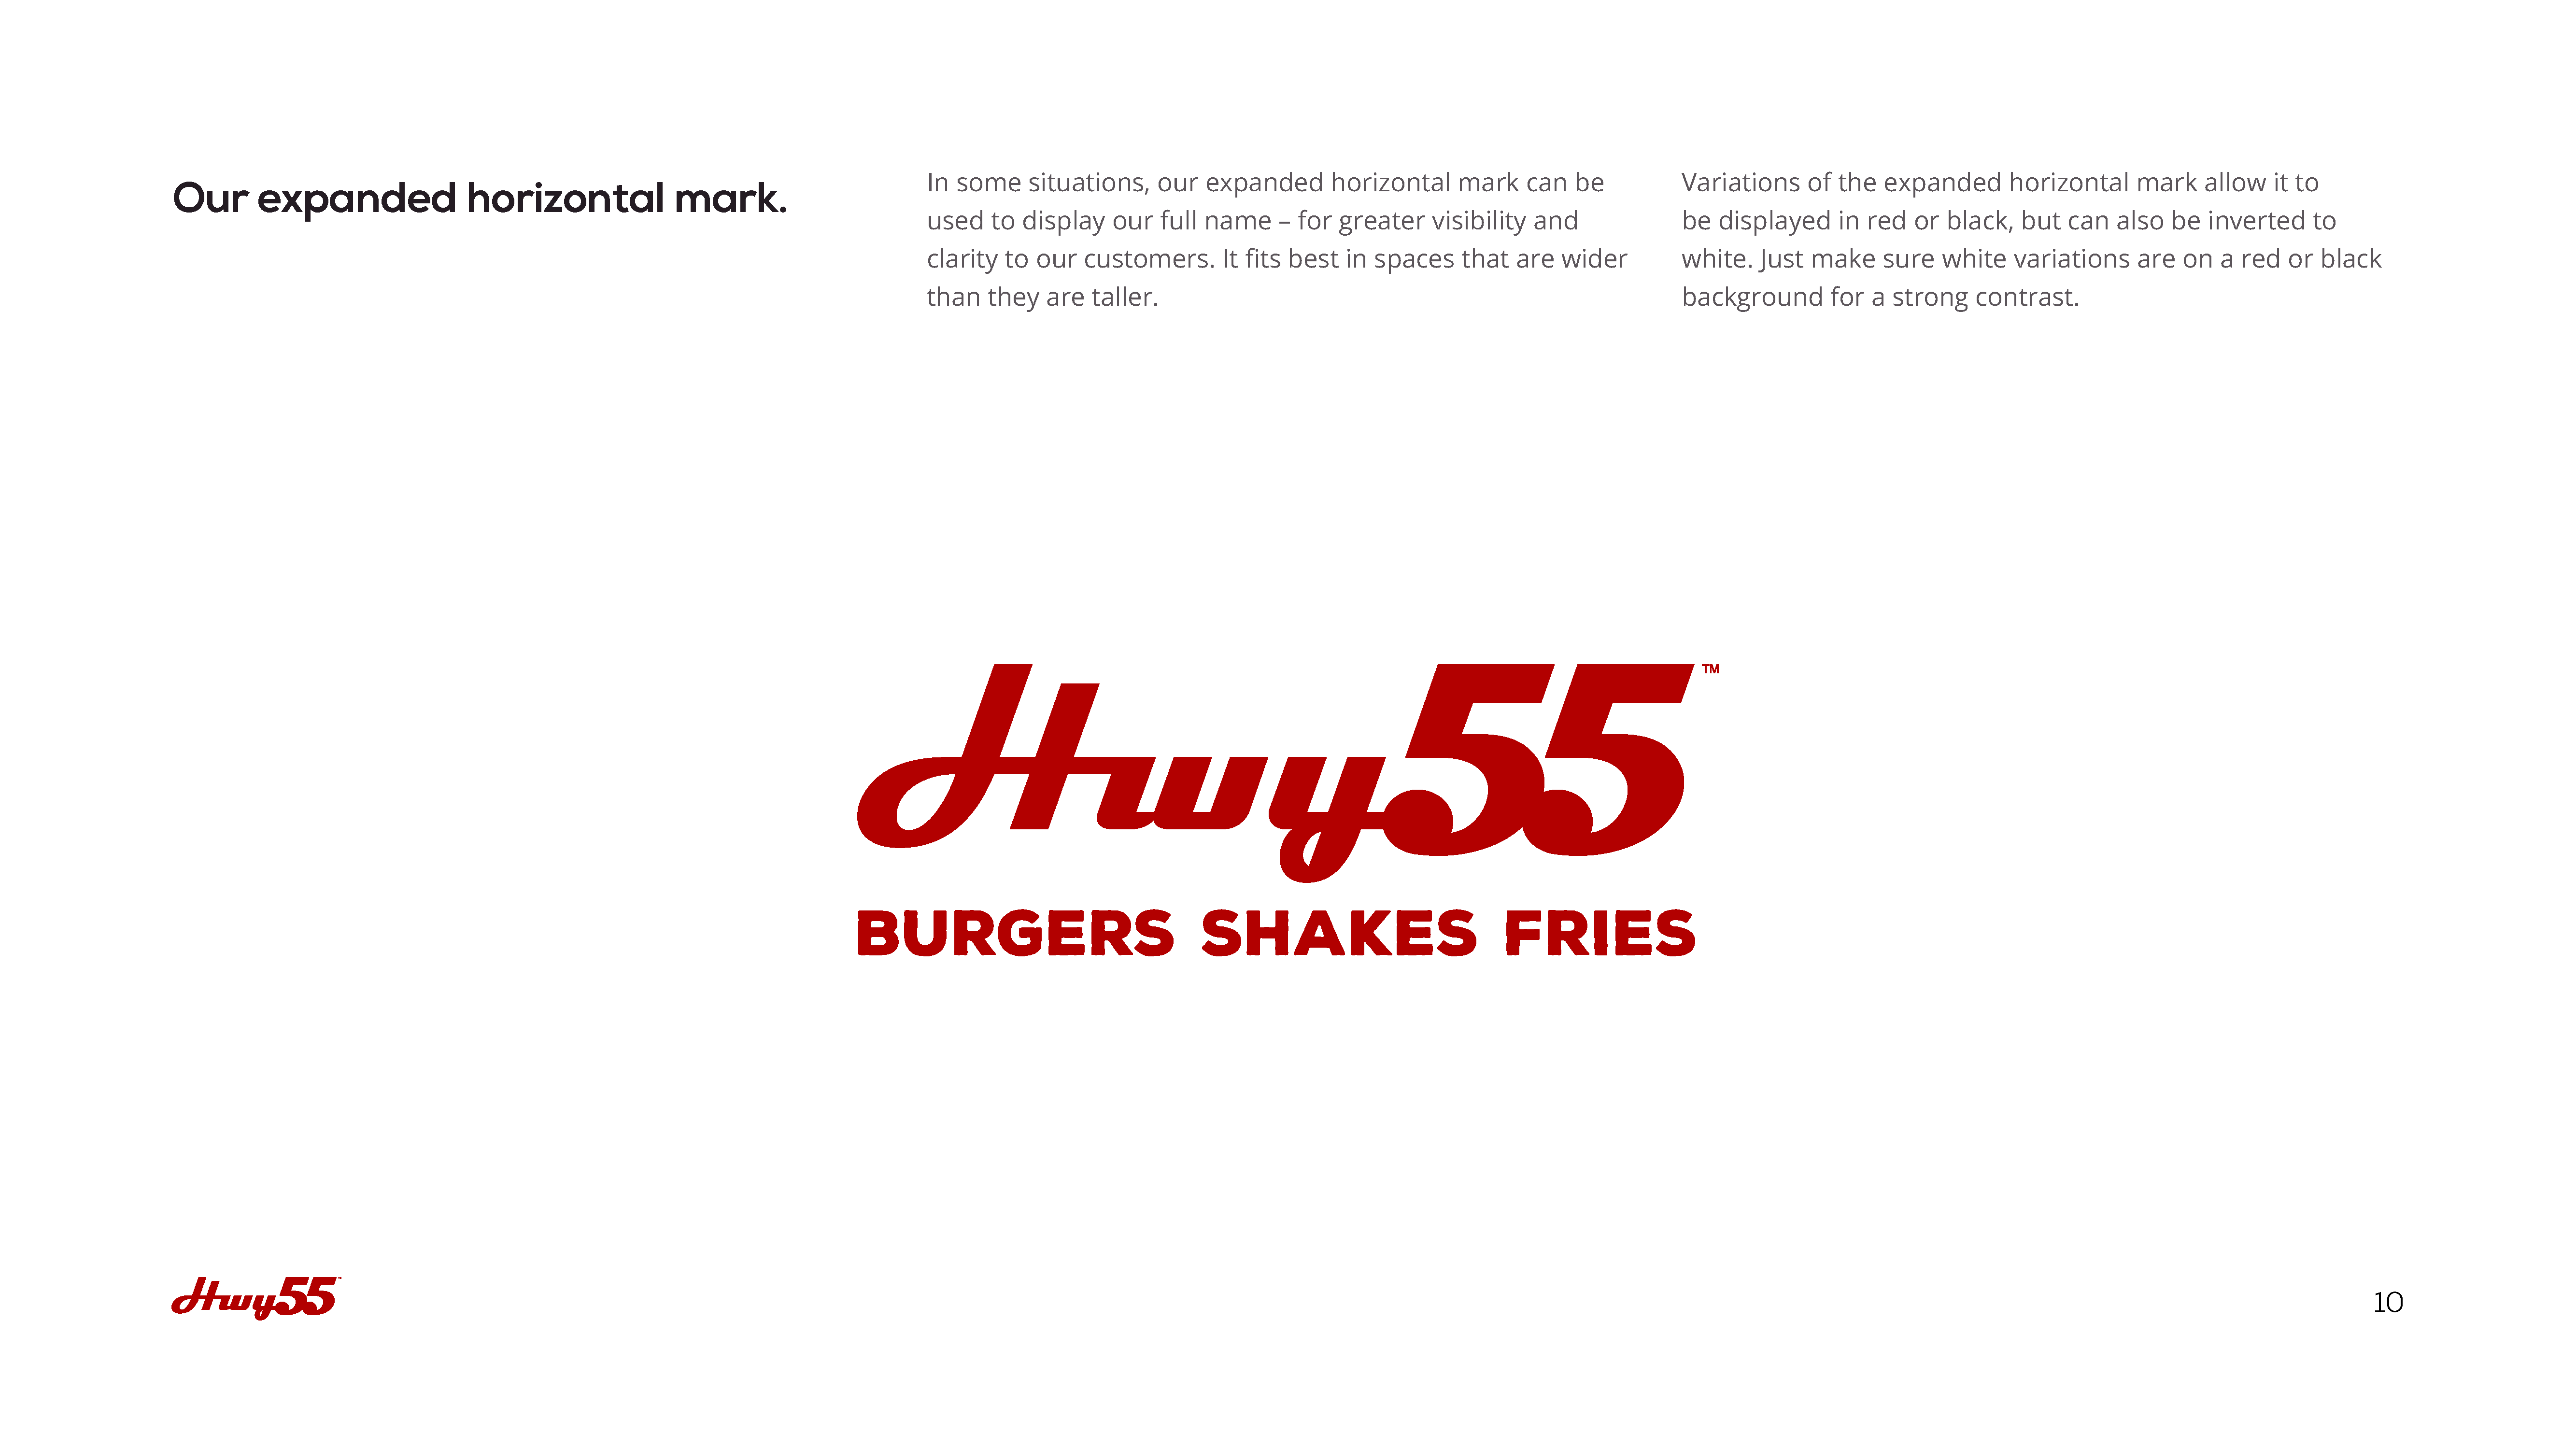 Our expanded horizontal mark.
In some situations, our expanded horizontal mark can be
used to display our full name – for greater visibility and
clarity to our customers. It fits best in spaces that are wider
than they are taller.
Variations of the expanded horizontal mark allow it to
be displayed in red or black, but can also be inverted to
white. Just make sure white variations are on a red or black
background for a strong contrast.
Hwy55™
BURGERS SHAKES FRIES
Hwy55™
10